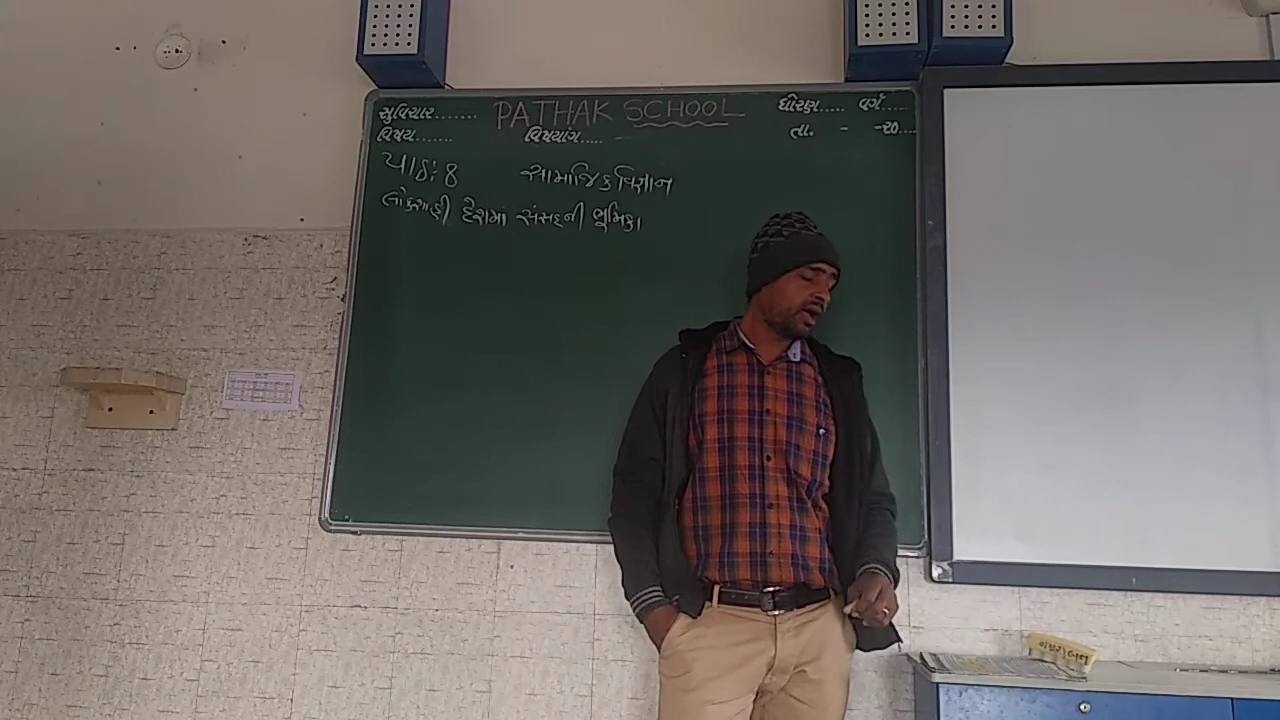 સુવિચાર....... PATHAK SCHOOL ધોરણ..... વર્ગ.....
વિષય....... વિષયાંગ..... - તા. - -૨૦....
પાઠ:8 સામાજિક વિજ્ઞાન
લોકશાહી દેશમાં સંસદની ભૂમિકા